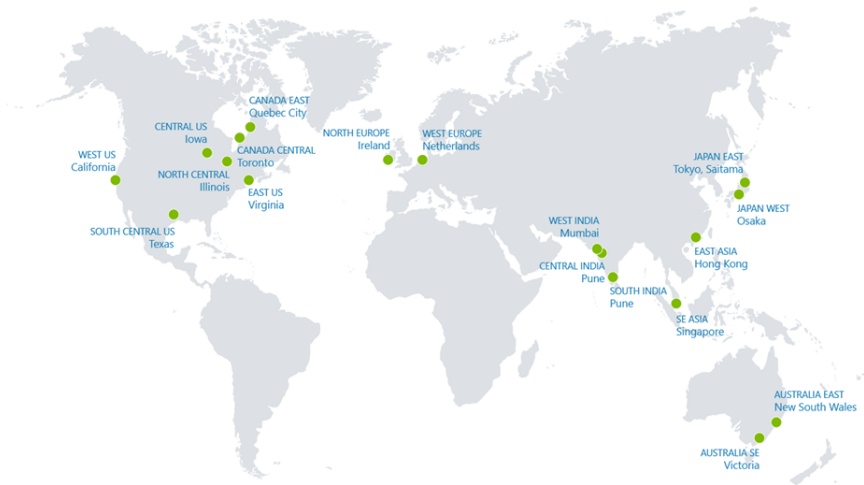 CANADA EAST
Quebec City
CENTRAL US
Iowa
NORTH EUROPE
Ireland
WEST EUROPE
Netherlands
CANADA CENTRAL
Toronto
WEST US
California
JAPAN EAST
Tokyo, Saitama
NORTH CENTRAL
Illinois
EAST US
Virginia
JAPAN WEST
Osaka
WEST INDIA
Mumbai
SOUTH CENTRAL US
Texas
EAST ASIA
Hong Kong
CENTRAL INDIA
Pune
SOUTH INDIA
Pune
SE ASIA
Singapore
AUSTRALIA EAST
New South Wales
AUSTRALIA SE
Victoria